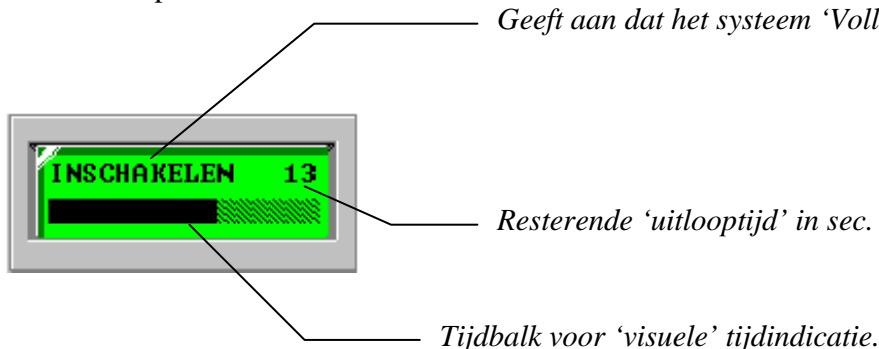 Geeft aan dat het systeem ‘Voll
INSCHAKELEN 13
Resterende ‘uitlooptijd’ in sec.
Tijdbalk voor ‘visuele’ tijdindicatie.